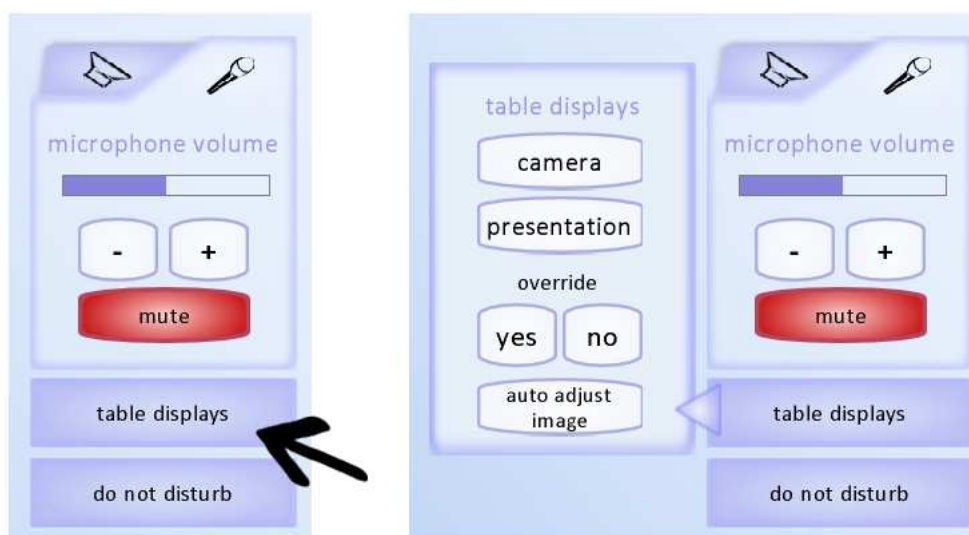 microphone volume
-
+
mute
table displays
do not disturb
table displays
camera
presentation
override
yes
no
auto adjust
image
microphone volume
-
+
mute
table displays
do not disturb